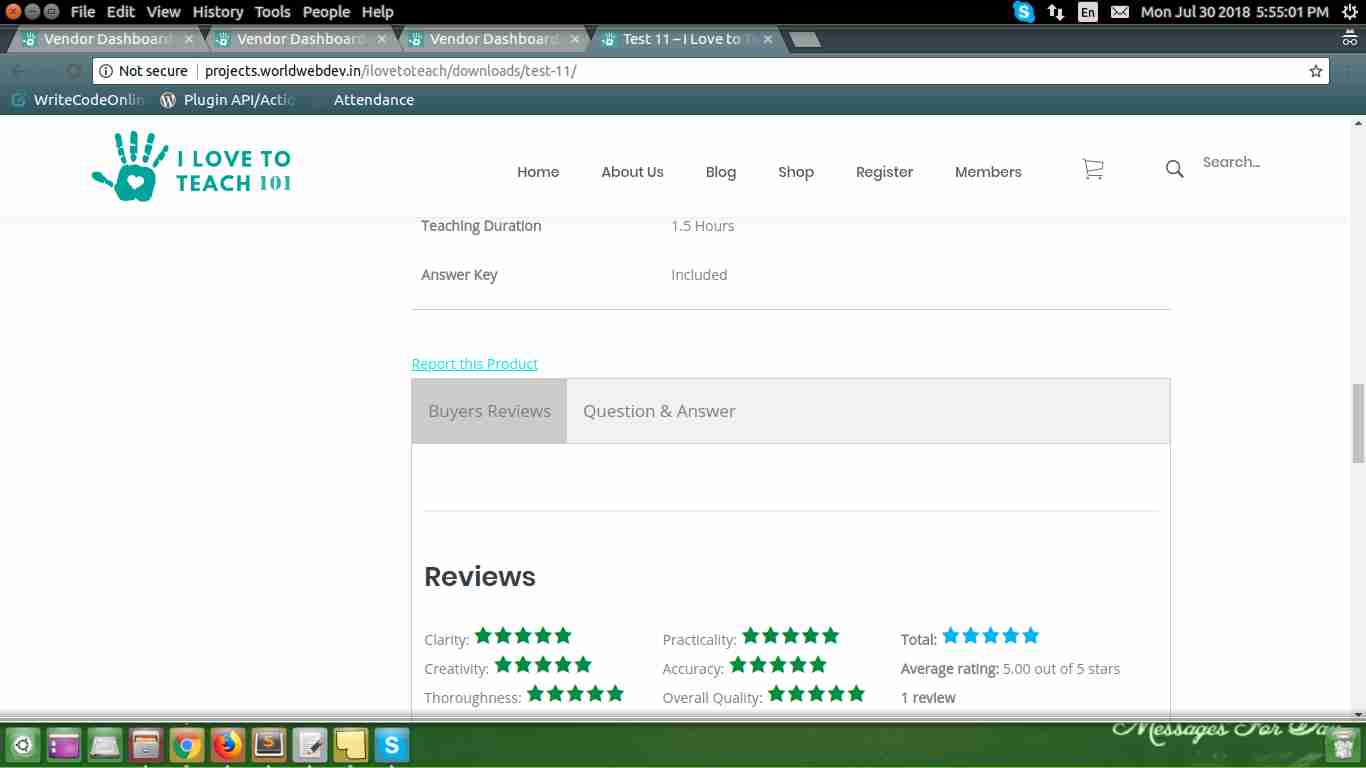 File Edit View History Tools People Help
En
Mon Jul 30 2018 5:55:01 PM
Vendor Dashboard
Vendor Dashboard
Vendor Dashboard
Test 11 – I Love to T
Not secure
projects.worldwebdev.in/ilovetoteach/downloads/test-11/
WriteCodeOnlin
Plugin API/Actio
Attendance
I LOVE TO
TEACH 101
Home About Us Blog Shop Register Members
Search...
Teaching Duration 1.5 Hours
Answer Key Included
Report this Product
Buyers Reviews Question & Answer
Reviews
Clarity: Practicality: Total:
Creativity: Accuracy: Average rating: 5.00 out of 5 stars
Thoroughness: Overall Quality: 1 review
Messages For Day